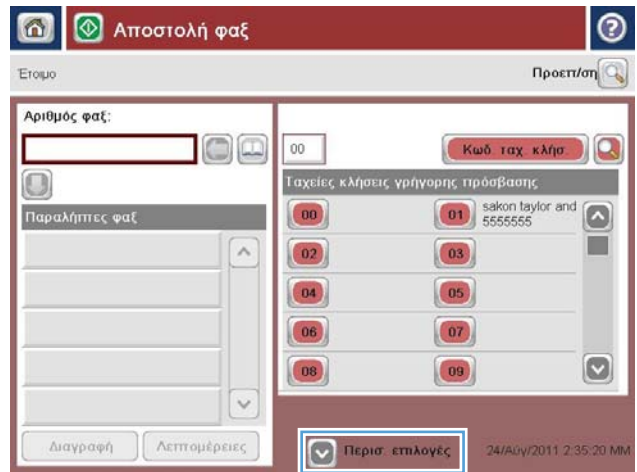 Αποστολή φαξ
Έτοιμο
Προεπ/ση
Αριθμός φαξ:
Παραλήπτες φαξ
Διαγραφή
Λεπτομέρειες
00
Κωδ. ταχ. κλήσ.
Ταχείες κλήσεις γρήγορης πρόσβασης
00
01
sakon taylor and
5555555
02
03
04
05
06
07
08
09
Περισ. επιλογές
24/Αύγ/2011 2:35:20 MM